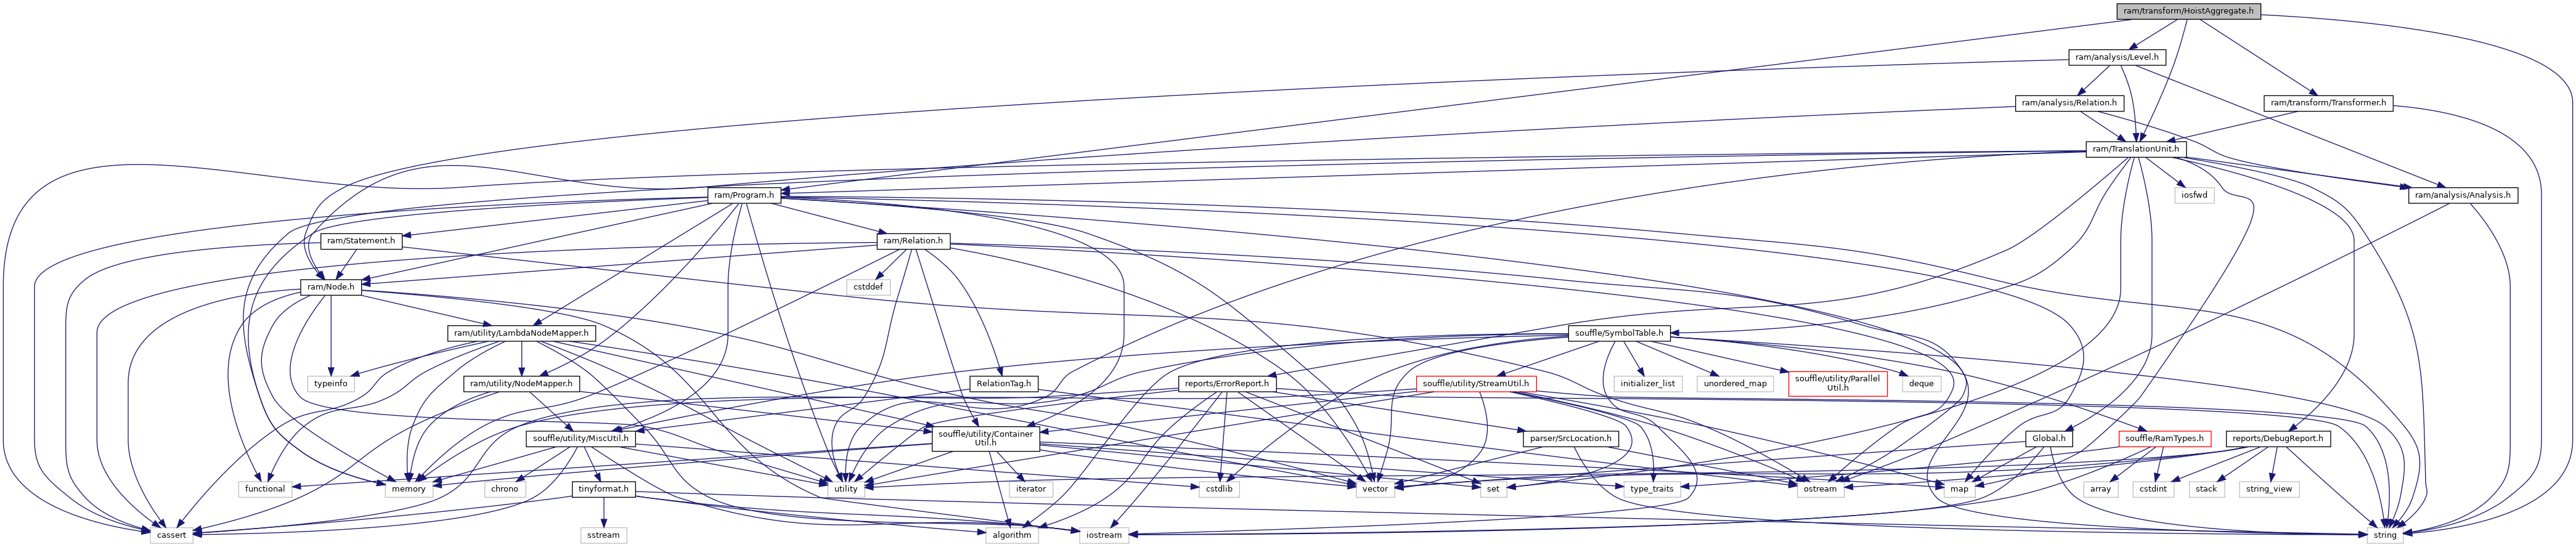 ram/transform/HoistAggregate.h
ram/analysis/Level.h
ram/analysis/Relation.h
ram/transform/Transformer.h
ram/TranslationUnit.h
ram/Program.h
iosfwd
ram/analysis/Analysis.h
ram/Statement.h
ram/Relation.h
ram/Node.h
cstddef
ram/utility/LambdaNodeMapper.h
souffle/SymbolTable.h
typeinfo
ram/utility/NodeMapper.h
RelationTag.h
reports/ErrorReport.h
souffle/utility/StreamUtil.h
initializer_list
unordered_map
souffle/utility/Parallel
Util.h
deque
souffle/utility/MiscUtil.h
souffle/utility/Container
Util.h
parser/SrcLocation.h
Global.h
souffle/RamTypes.h
reports/DebugReport.h
functional
memory
chrono
tinyformat.h
cstdlib
utility
iterator
vector
set
type_traits
ostream
map
array
cstdint
stack
string_view
cassert
sstream
algorithm
iostream
string